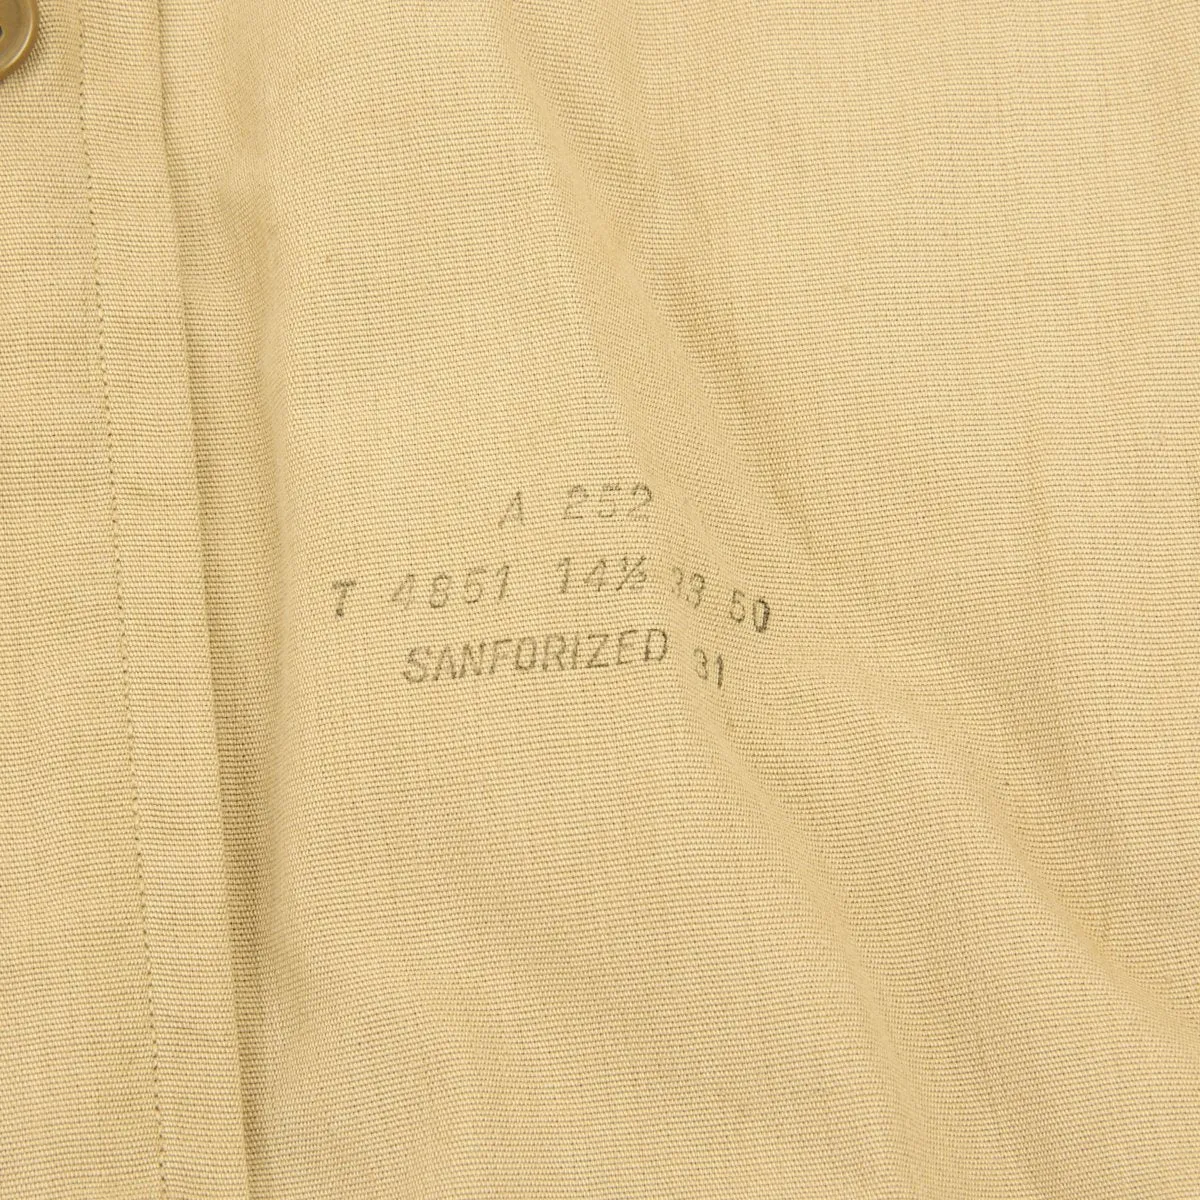 A 252
T 4851 14½ 33 50
SANFORIZED 31